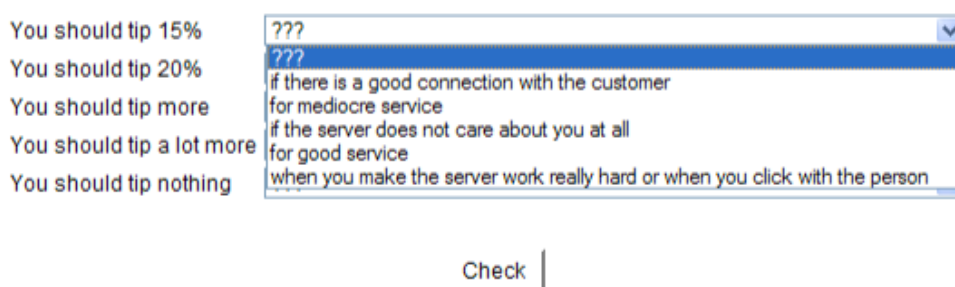 You should tip 15% ???
???
You should tip 20%
if there is a good connection with the customer
You should tip more
for mediocre service
if the server does not care about you at all
You should tip a lot more
for good service
You should tip nothing
when you make the server work really hard or when you click with the person
Check